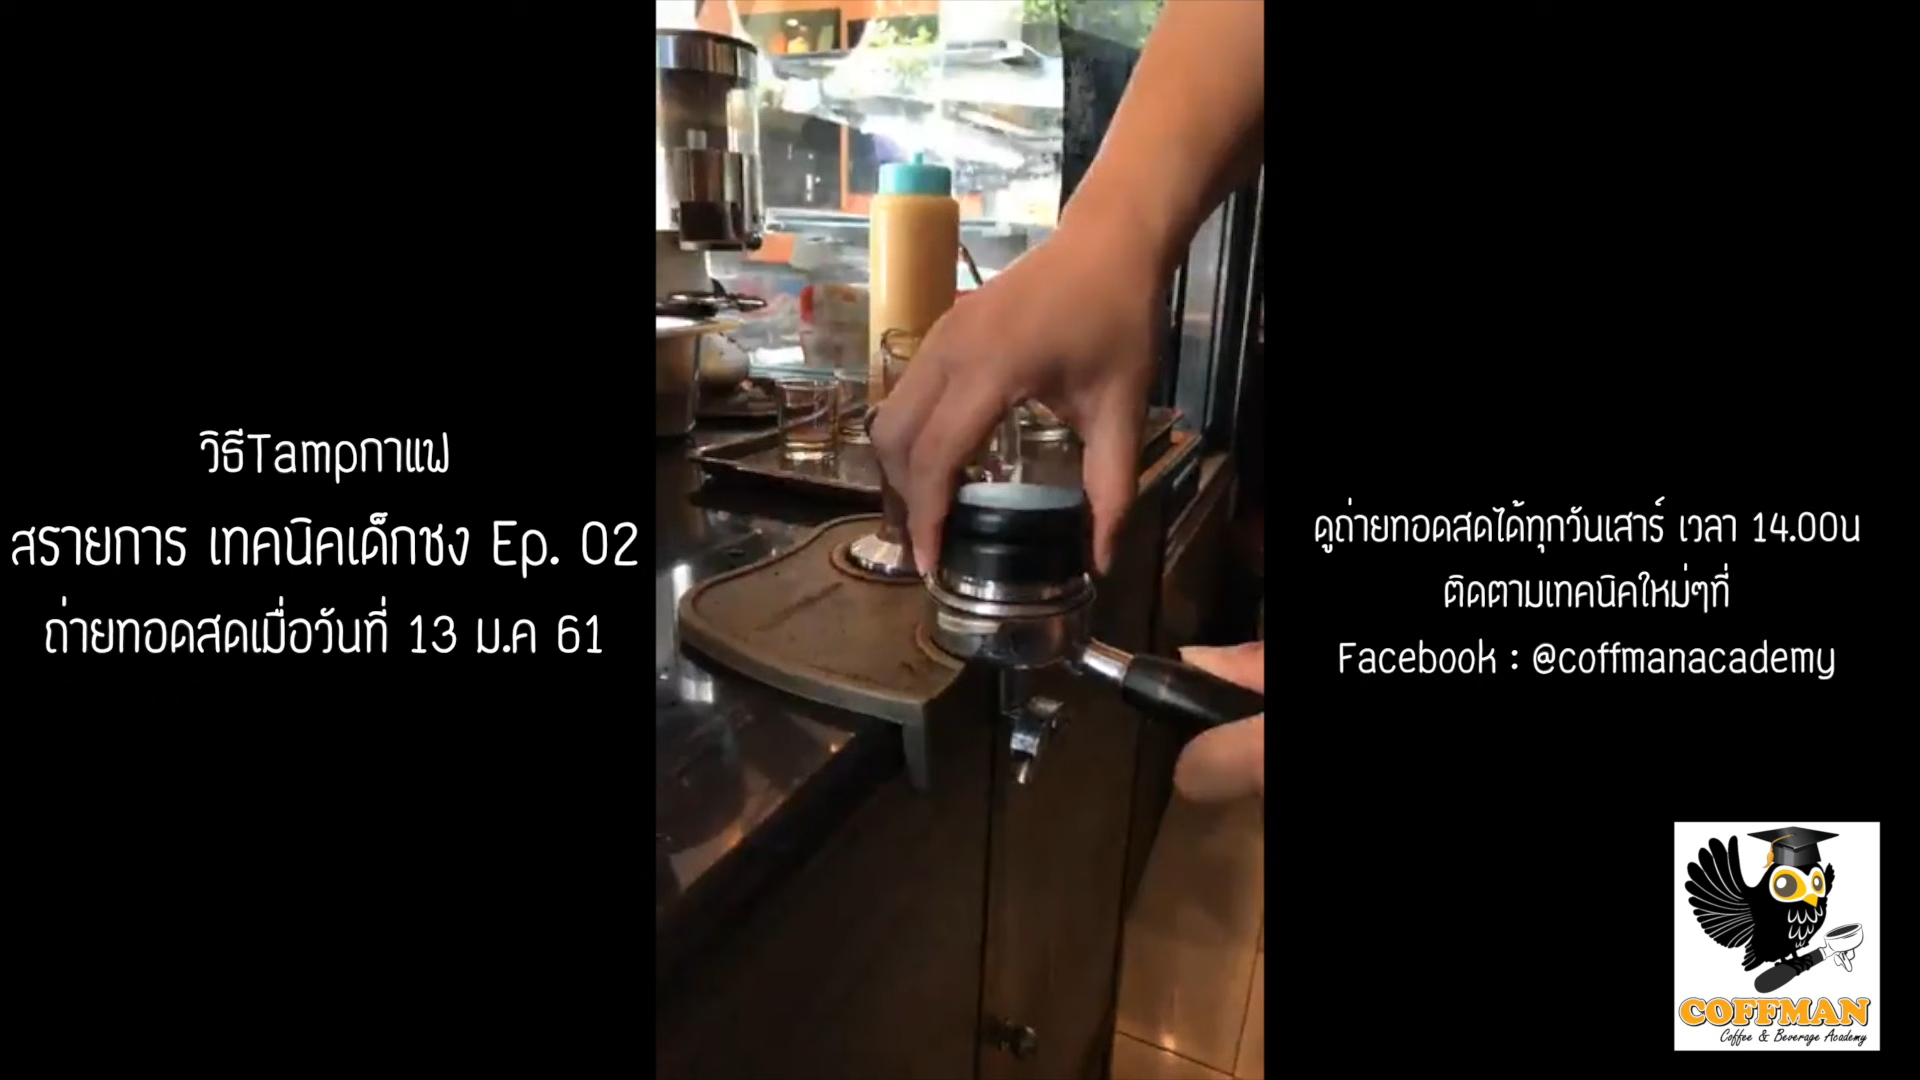 วิธีTampกาแฟ
สรายการ เทคนิคเด็กชง Ep. 02
ถ่ายทอดสดเมื่อวันที่ 13 ม.ค 61
ดูถ่ายทอดสดได้ทุกวันเสาร์ เวลา 14.00น
ติดตามเทคนิคใหม่ๆที่
Facebook : @coffmanacademy
COFFMAN
Coffee & Beverage Academy